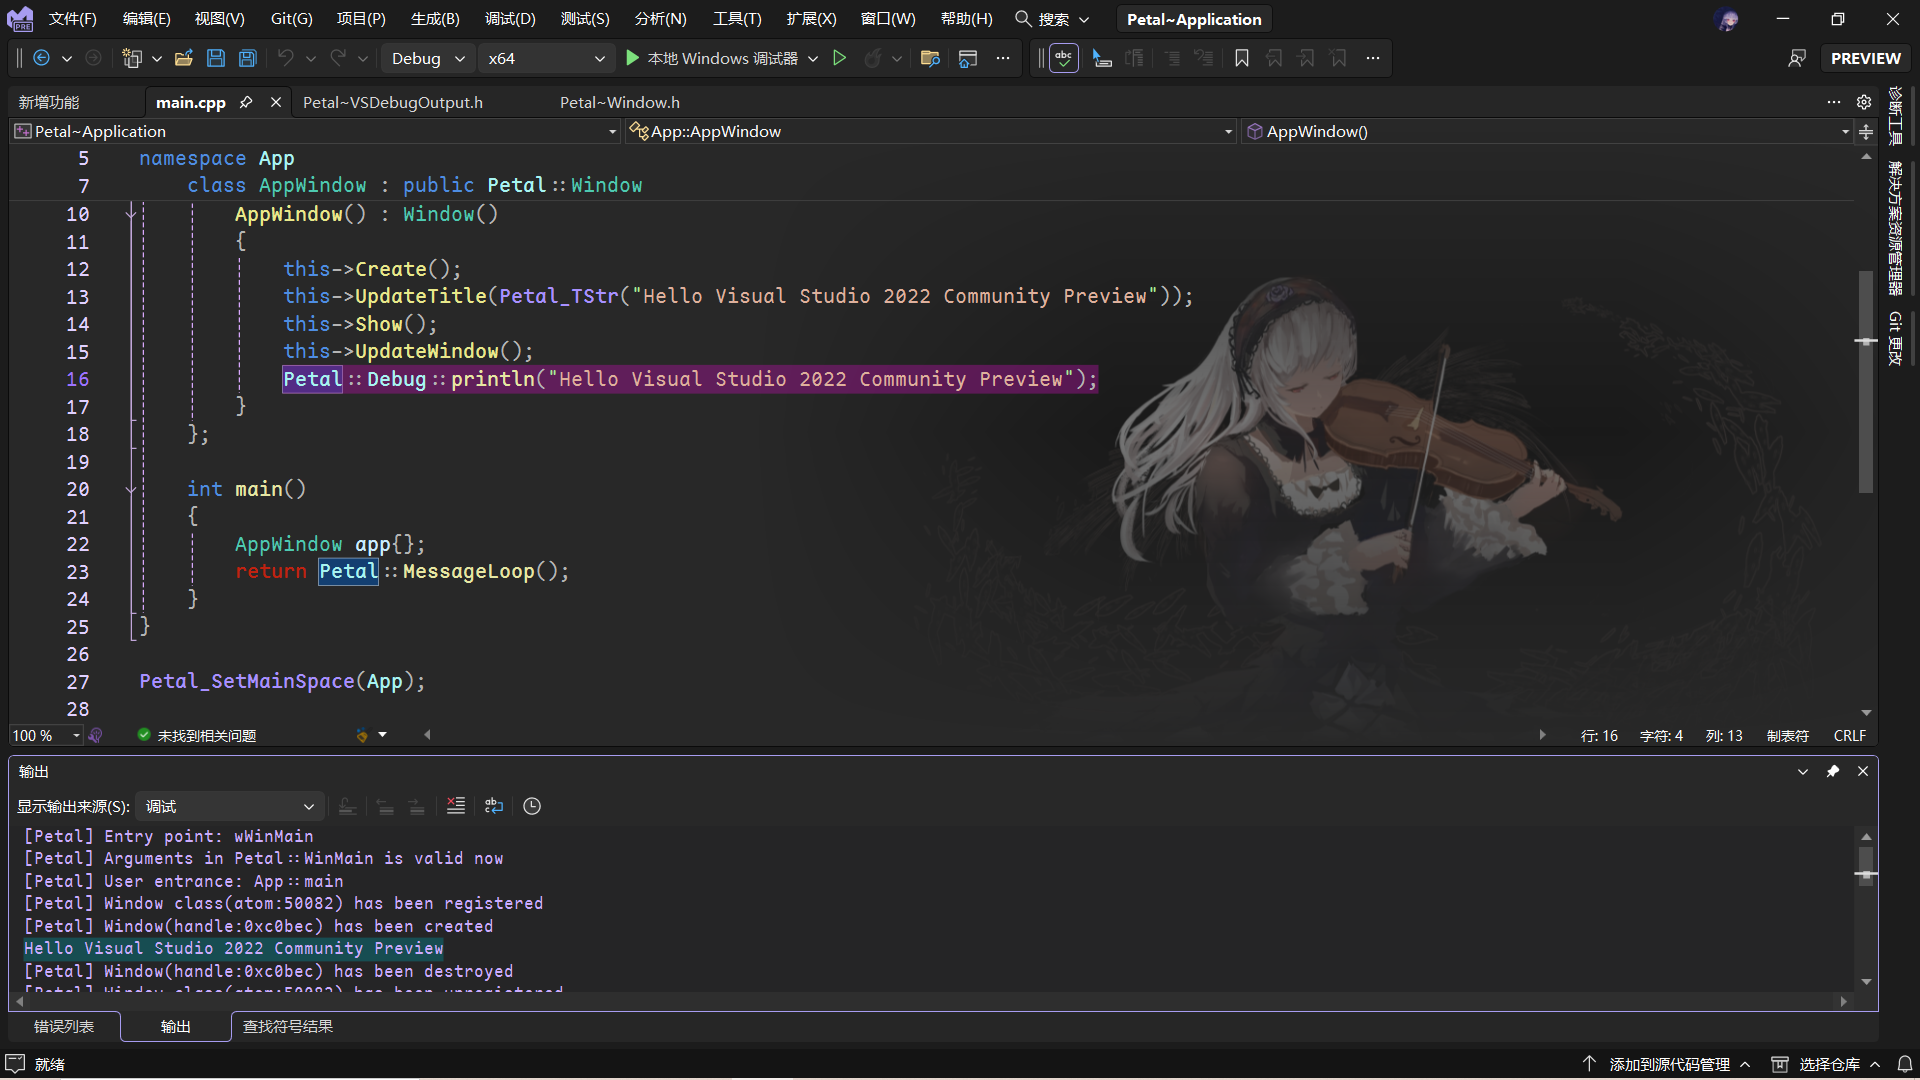 文件(F) 编辑(E) 视图(V) Git(G) 项目(P) 生成(B) 调试(D) 测试(S) 分析(N) 工具(T) 扩展(X) 窗口(W) 帮助(H) 搜索 Petal~Application
PRE
Debug x64 本地 Windows 调试器 abc PREVIEW
新增功能 main.cpp Petal~VSDebugOutput.h Petal~Window.h
Petal~Application App::AppWindow AppWindow()
5 namespace App
7 class AppWindow : public Petal::Window
10 AppWindow() : Window()
11 {
12 this->Create();
13 this->UpdateTitle(Petal_TStr("Hello Visual Studio 2022 Community Preview"));
14 this->Show();
15 this->UpdateWindow();
16 Petal::Debug::println("Hello Visual Studio 2022 Community Preview");
17 }
18 };
19
20 int main()
21 {
22 AppWindow app{};
23 return Petal::MessageLoop();
24 }
25 }
26
27 Petal_SetMainSpace(App);
28
100 % 未找到相关问题 行: 16 字符: 4 列: 13 制表符 CRLF
诊断工具
解决方案资源管理器
Git 更改
输出
显示输出来源(S): 调试
[Petal] Entry point: wWinMain
[Petal] Arguments in Petal::WinMain is valid now
[Petal] User entrance: App::main
[Petal] Window class(atom:50082) has been registered
[Petal] Window(handle:0xc0bec) has been created
Hello Visual Studio 2022 Community Preview
[Petal] Window(handle:0xc0bec) has been destroyed
[Petal] Window class(atom:50082) has been unregistered
错误列表 输出 查找符号结果
就绪 添加到源代码管理 选择仓库